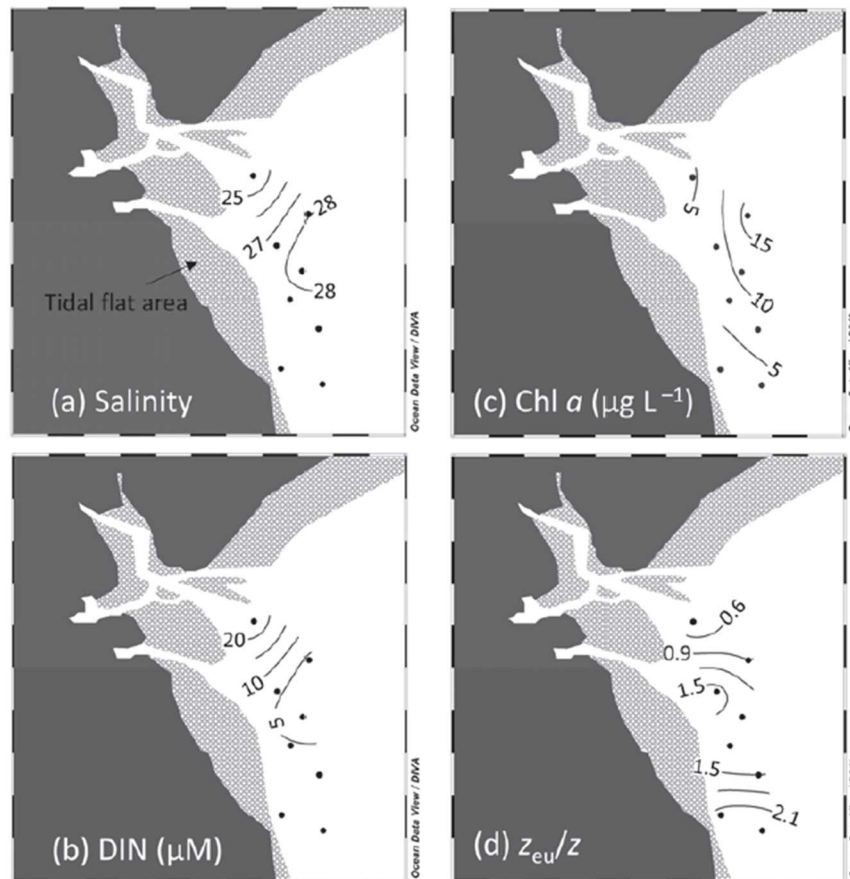 25
28
27
28
Tidal flat area
(a) Salinity
Ocean Data View / DIVA
5
15
10
5
(c) Chl a (μg L⁻¹)
20
10
5
(b) DIN (μM)
Ocean Data View / DIVA
0.6
0.9
1.5
1.5
2.1
(d) zeu/z